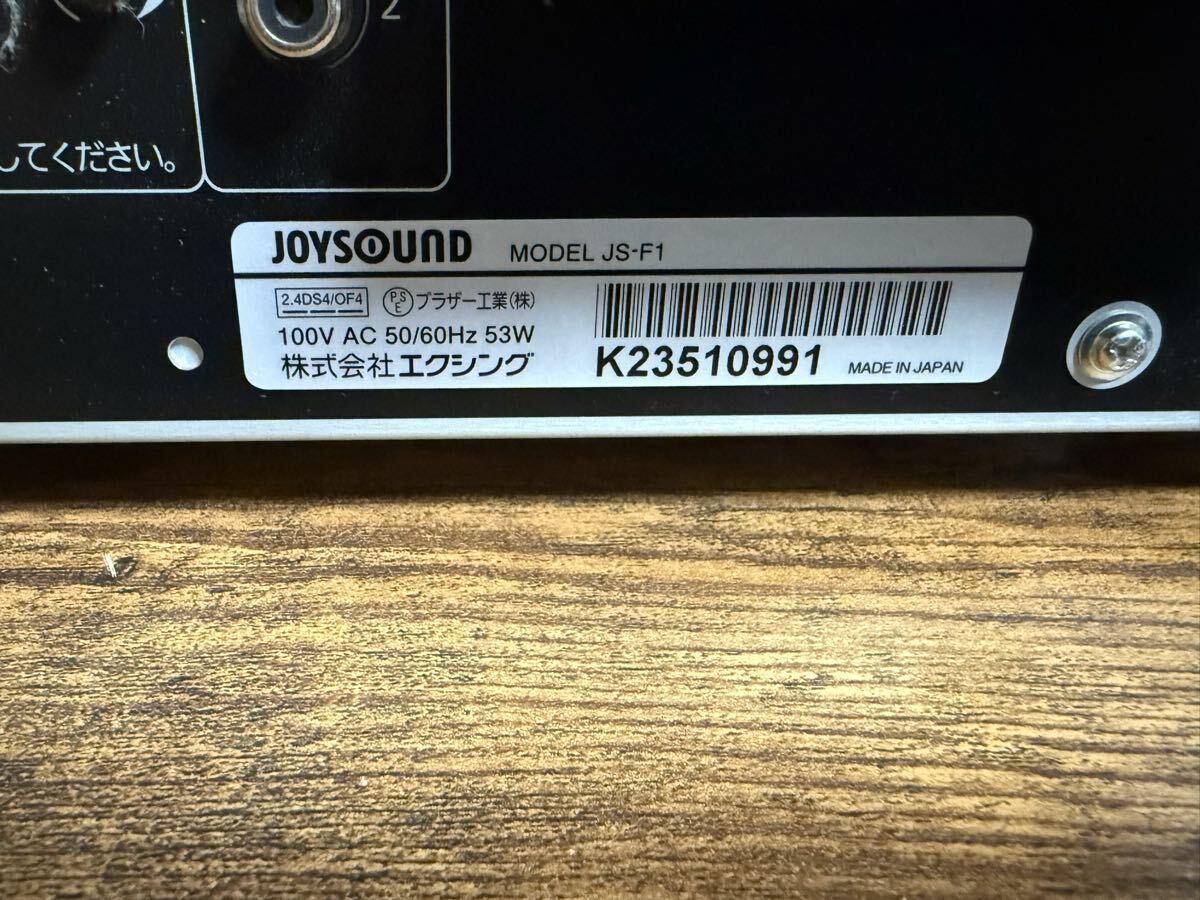 2
してください。
JOYSOUND MODEL JS-F1
2.4DS4/OF4 PSE ブラザー工業(株)
100V AC 50/60Hz 53W
株式会社エクシング
K23510991 MADE IN JAPAN